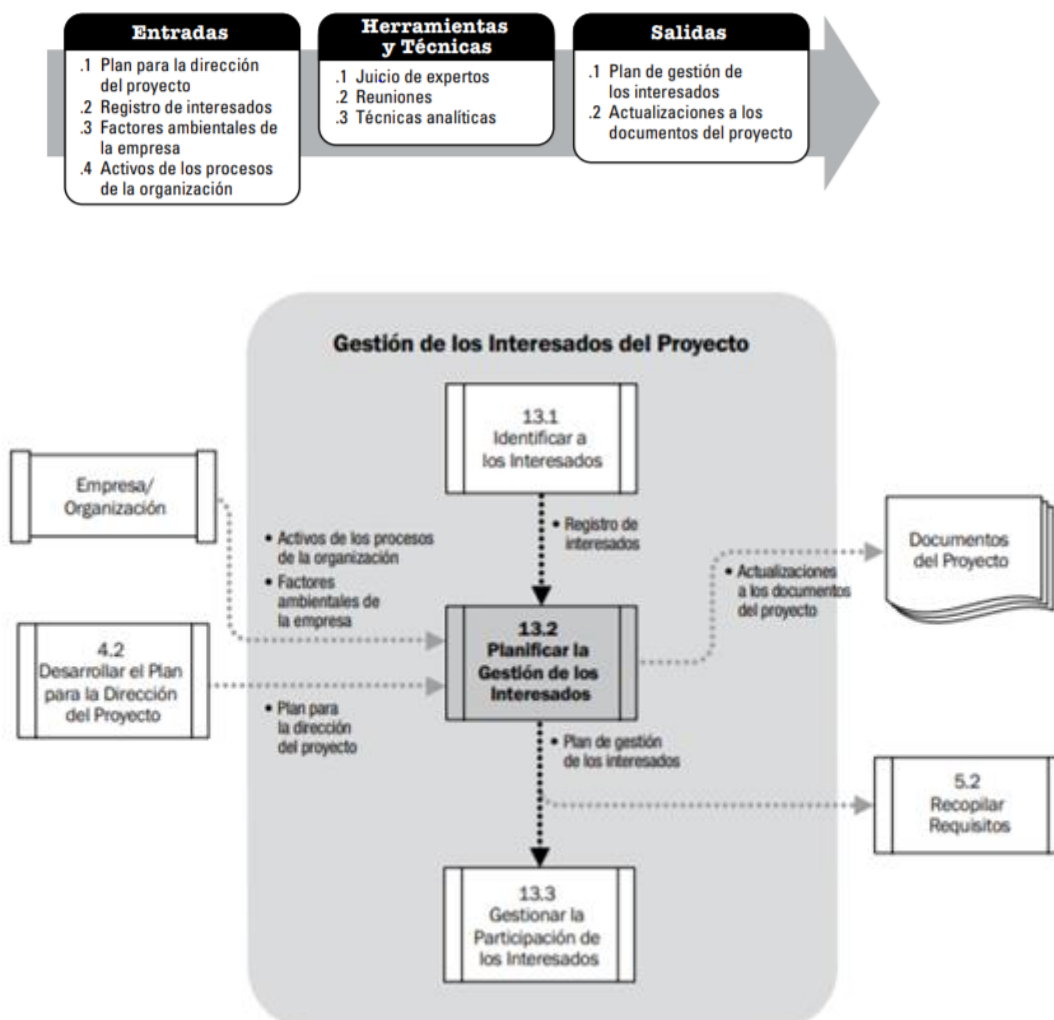 Entradas
.1 Plan para la dirección
del proyecto
.2 Registro de interesados
.3 Factores ambientales de
la empresa
.4 Activos de los procesos
de la organización
Herramientas
y Técnicas
.1 Juicio de expertos
.2 Reuniones
.3 Técnicas analíticas
Salidas
.1 Plan de gestión de
los interesados
.2 Actualizaciones a los
documentos del proyecto
Gestión de los Interesados del Proyecto
13.1
Identificar a
los Interesados
Empresa/
Organización
• Activos de los procesos
de la organización
• Factores
ambientales de
la empresa
• Registro de
interesados
• Actualizaciones
a los documentos
del proyecto
Documentos
del Proyecto
4.2
Desarrollar el Plan
para la Dirección
del Proyecto
• Plan para
la dirección
del proyecto
13.2
Planificar la
Gestión de los
Interesados
• Plan de gestión
de los interesados
5.2
Recopilar
Requisitos
13.3
Gestionar la
Participación de
los Interesados